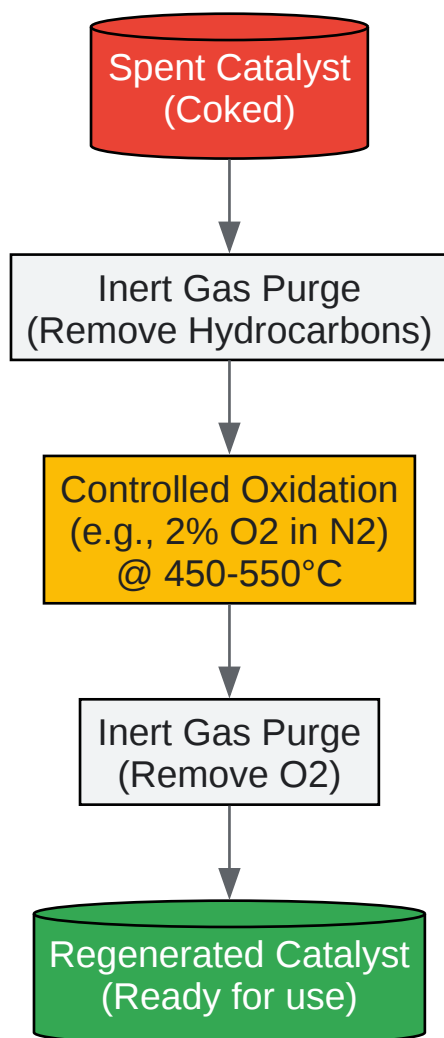 Spent Catalyst
(Coked)
Inert Gas Purge
(Remove Hydrocarbons)
Controlled Oxidation
(e.g., 2% O2 in N2)
@ 450-550°C
Inert Gas Purge
(Remove O2)
Regenerated Catalyst
(Ready for use)